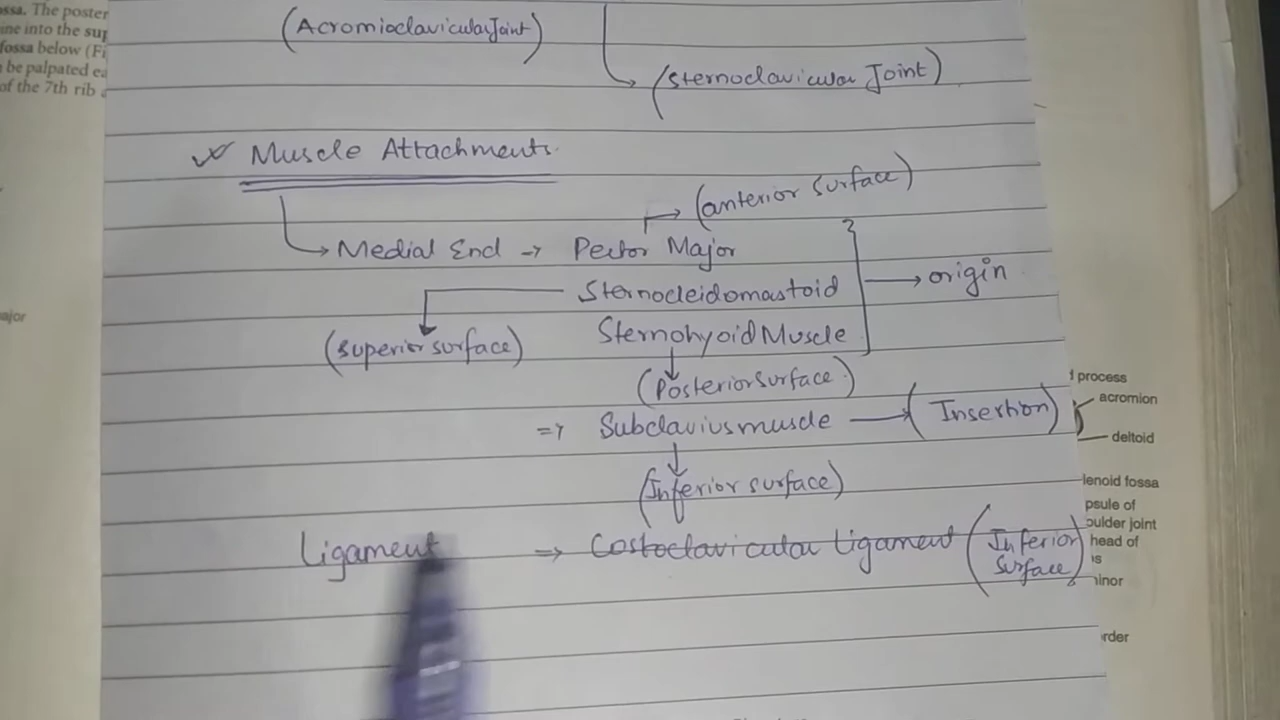 ossa. The poster
ine into the sup
fossa below (Fi
be palpated ea
of the 7th rib
(Acromioclavicular Joint)
(Sternoclavicular Joint)
Muscle Attachments
(anterior surface)
Medial End → Pector Major
Sternocleidomastoid
→ origin
(superior surface)
Sternohyoid Muscle
(Posterior surface)
⇒ Subclavius muscle → (Insertion)
(Inferior surface)
Ligament ⇒ Costoclavicular Ligament (Inferior surface)
ajor
process
acromion
deltoid
lenoid fossa
psule of
oulder joint
head of
is
inor
rder